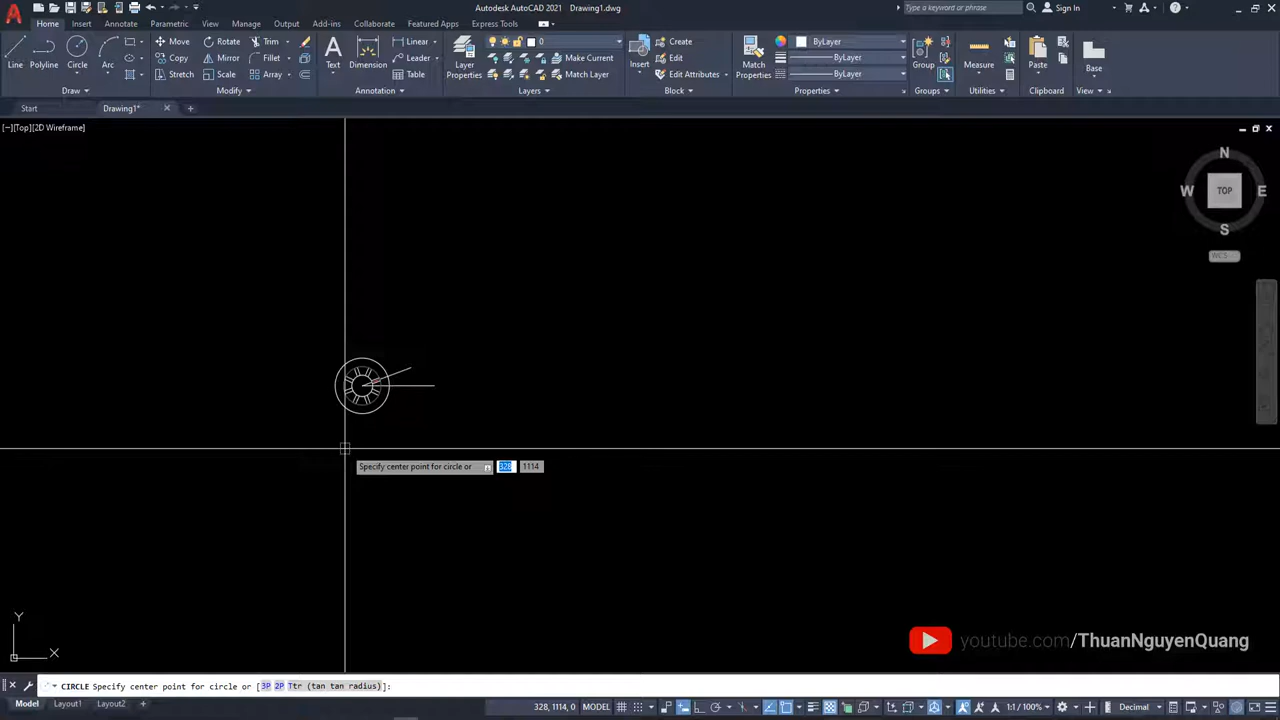 Autodesk AutoCAD 2021 Drawing1.dwg
Type a keyword or phrase
Sign In
Home Insert Annotate Parametric View Manage Output Add-ins Collaborate Featured Apps Express Tools
Line Polyline Circle Arc
Move Rotate Trim
Copy Mirror Fillet
Stretch Scale Array
Text Dimension
Linear
Leader
Table
Layer
Properties
0
Make Current
Match Layer
Insert
Create
Edit
Edit Attributes
Match
Properties
ByLayer
ByLayer
ByLayer
Group
Measure
Paste
Base
Draw Modify Annotation Layers Block Properties Groups Utilities Clipboard View
Start Drawing1*
[−][Top][2D Wireframe]
N
W TOP E
S
WCS
Specify center point for circle or 328 1114
Y
X
youtube.com/ThuanNguyenQuang
CIRCLE Specify center point for circle or [3P 2P Ttr (tan tan radius)]:
Model Layout1 Layout2
328, 1114, 0 MODEL 1:1 / 100% Decimal